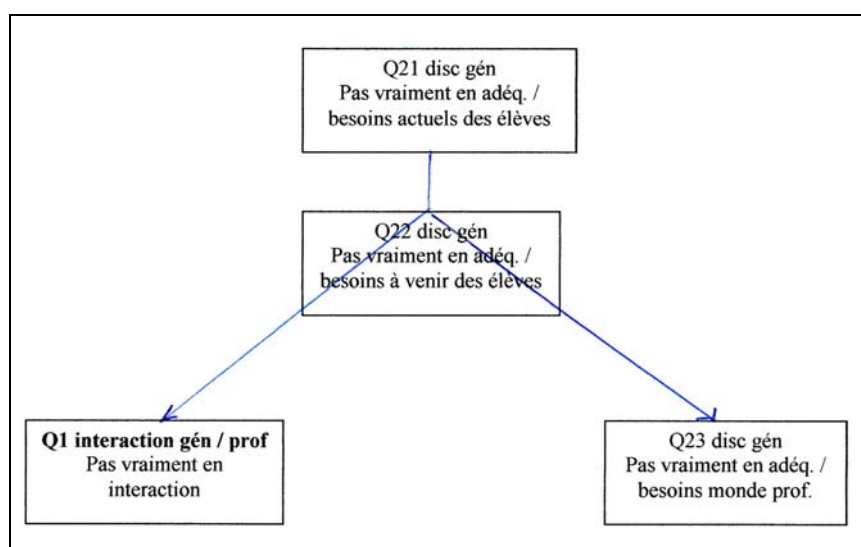 Q21 disc gén
Pas vraiment en adéq. /
besoins actuels des élèves
Q22 disc gén
Pas vraiment en adéq. /
besoins à venir des élèves
Q1 interaction gén / prof
Pas vraiment en
interaction
Q23 disc gén
Pas vraiment en adéq. /
besoins monde prof.